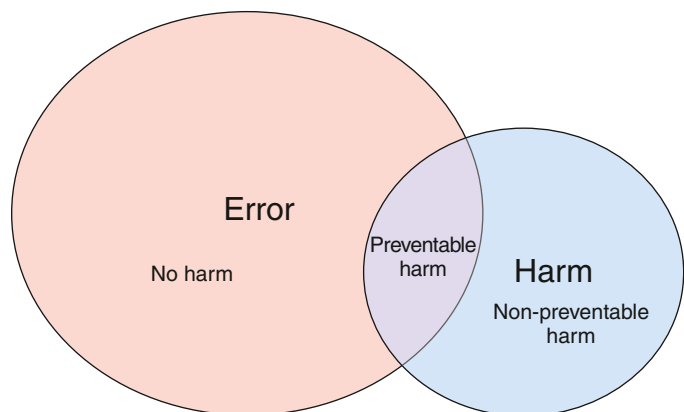 Error
No harm
Preventable
harm
Harm
Non-preventable
harm